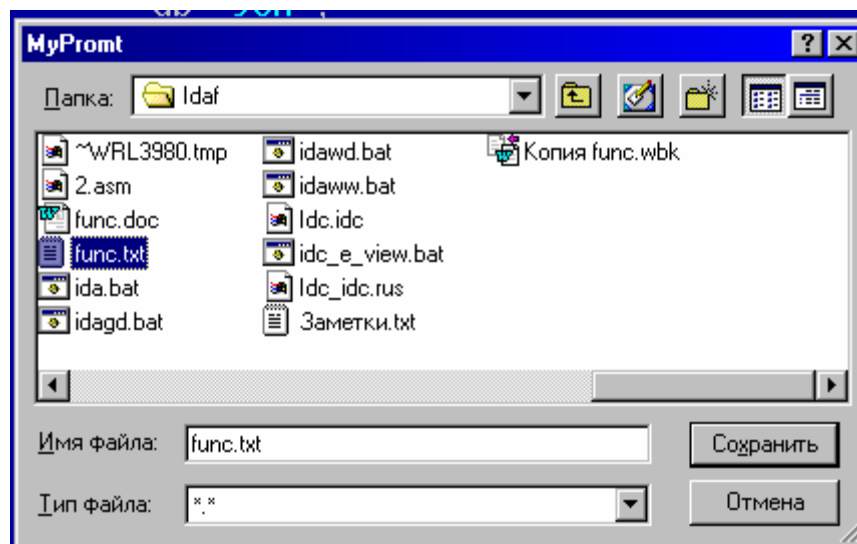 MyPromt
Папка: Idaf
~WRL3980.tmp idawd.bat Копия func.wbk
2.asm idaww.bat
func.doc Idc.idc
func.txt idc_e_view.bat
ida.bat Idc_idc.rus
idagd.bat Заметки.txt
Имя файла: func.txt Сохранить
Тип файла: *.* Отмена